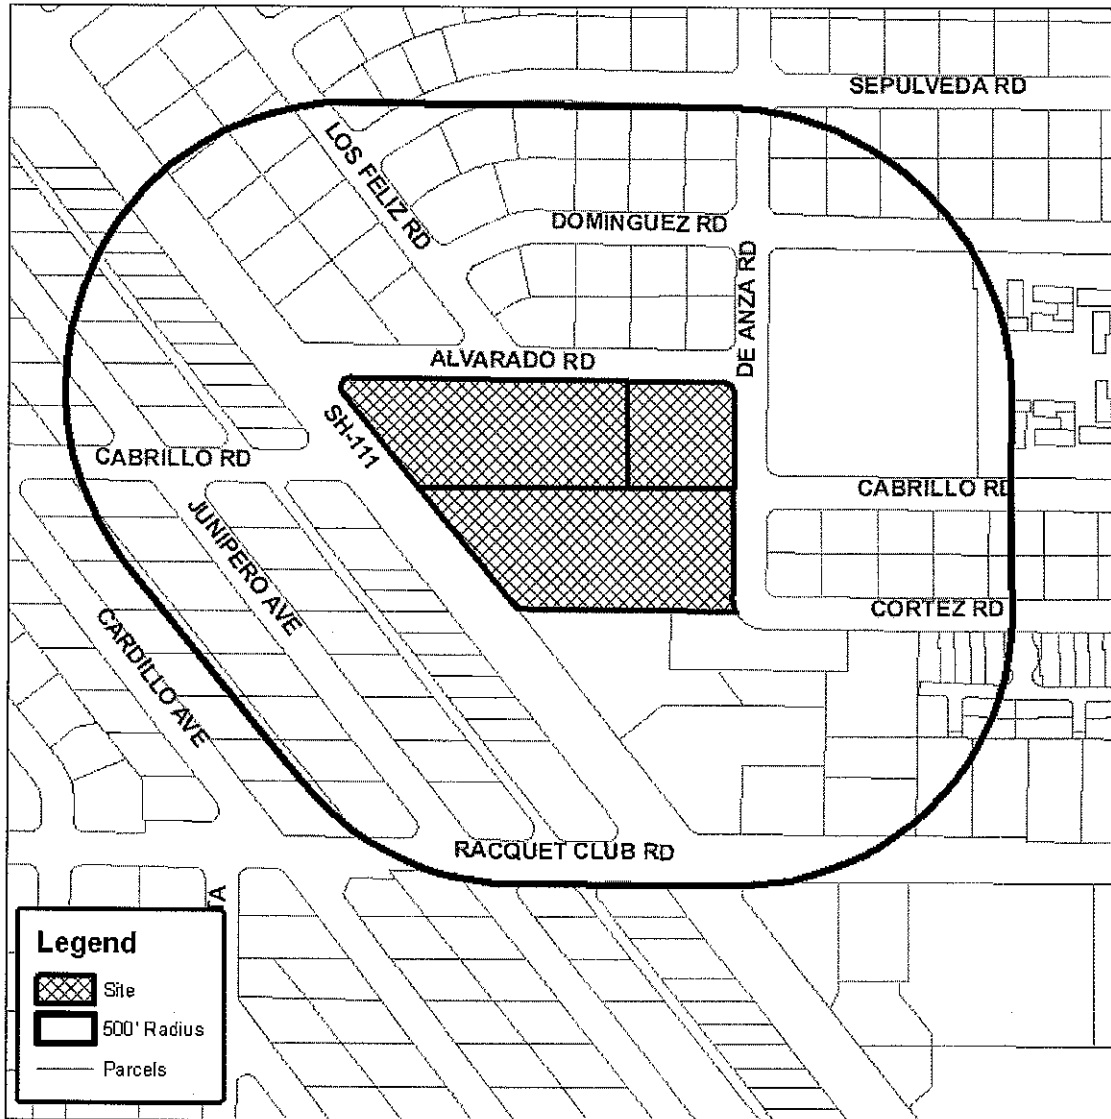 SEPULVEDA RD
LOS FELIZ RD
DOMINGUEZ RD
DE ANZA RD
ALVARADO RD
SH-111
CABRILLO RD
CABRILLO RD
JUNIPERO AVE
CORTEZ RD
CARDILLO AVE
RACQUET CLUB RD
TA
Legend
Site
500' Radius
Parcels